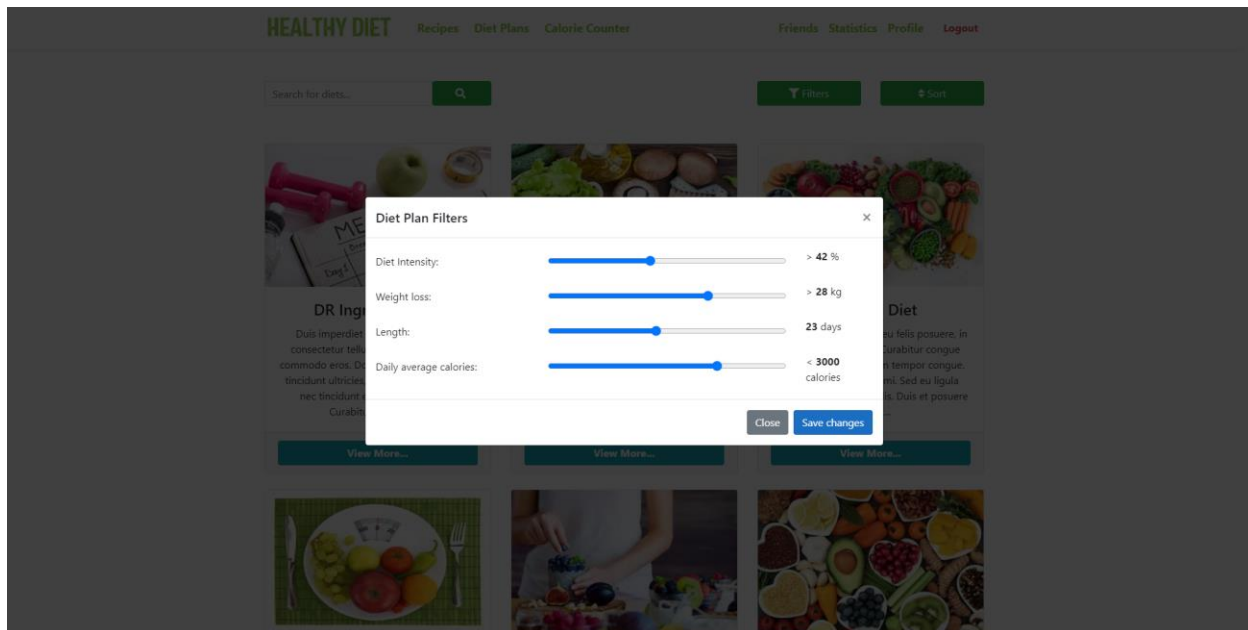 HEALTHY DIET Recipes Diet Plans Calorie Counter Friends Statistics Profile Logout
Search for diets... Filters Sort
Diet Plan Filters ×
Diet Intensity: > 42 %
Weight loss: > 28 kg
Length: 23 days
Daily average calories: < 3000
calories
Close Save changes
DR Ingr
Duis imperdiet
consectetur tellu
commodo eros. Do
tincidunt ultricies,
nec tincidunt
Curabitu
Diet
eu felis posuere, in
Curabitur congue
tempor congue.
mi. Sed eu ligula
is. Duis et posuere
View More... View More... View More...